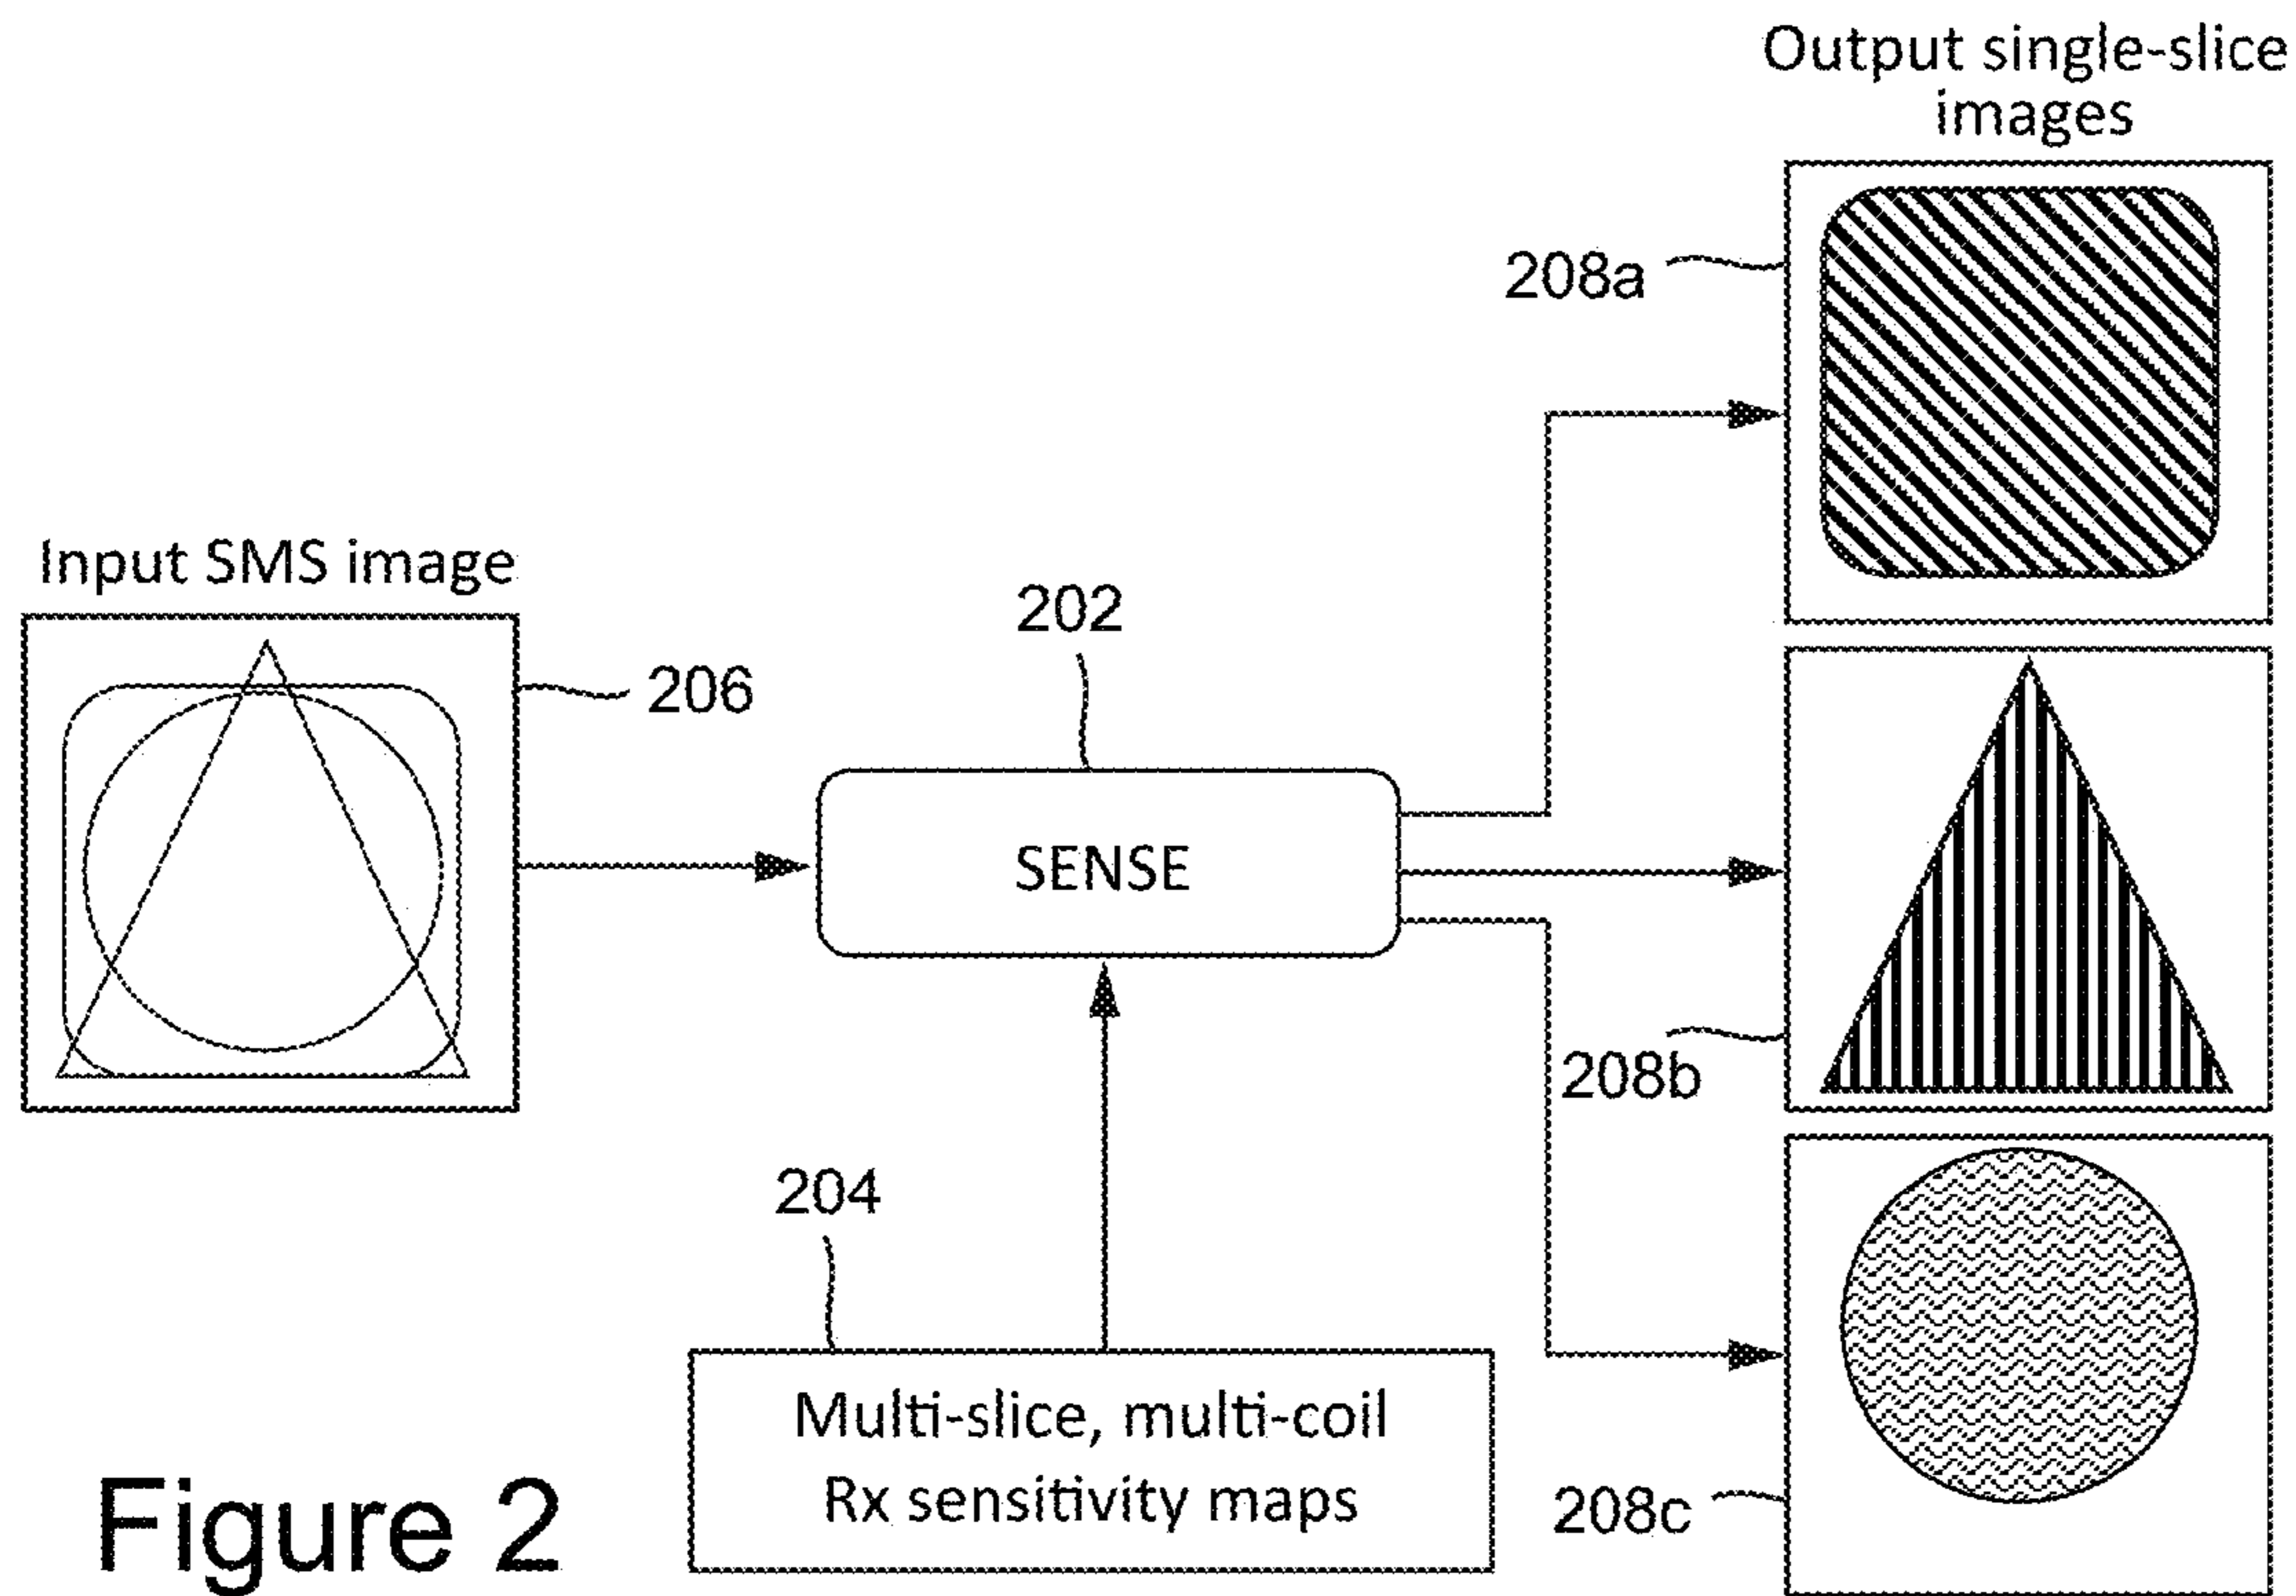 Output single-slice
images
208a
Input SMS image
202
206
SENSE
208b
204
Multi-slice, multi-coil
Rx sensitivity maps
208c
Figure 2